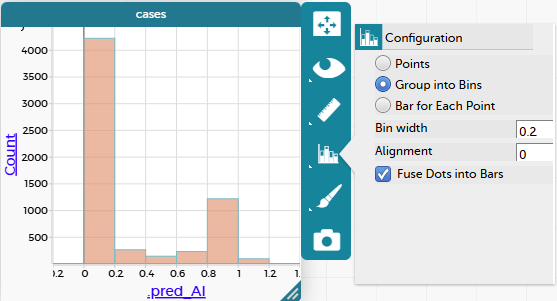 cases
4000
3500
3000
2500
2000
1500
1000
500
Count
0.2
0
0.2
0.4
0.6
0.8
1
1.2
1.
.pred_AI
Configuration
Points
Group into Bins
Bar for Each Point
Bin width 0.2
Alignment 0
Fuse Dots into Bars